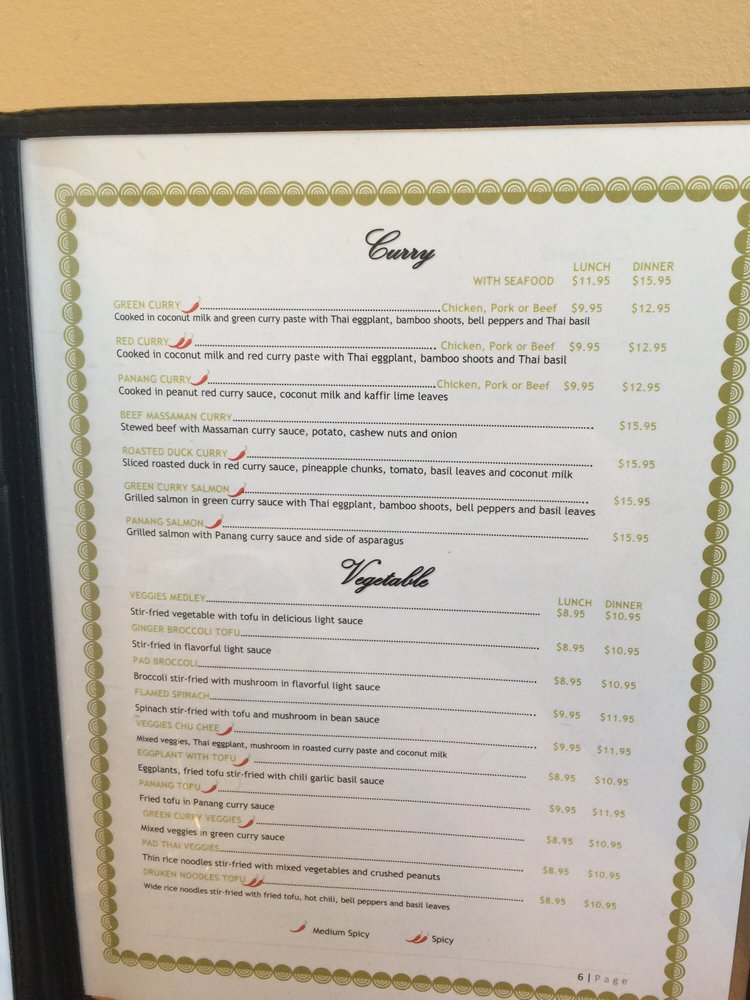 Curry
LUNCH DINNER
WITH SEAFOOD $11.95 $15.95
GREEN CURRY Chicken, Pork or Beef $9.95 $12.95
Cooked in coconut milk and green curry paste with Thai eggplant, bamboo shoots, bell peppers and Thai basil
RED CURRY Chicken, Pork or Beef $9.95 $12.95
Cooked in coconut milk and red curry paste with Thai eggplant, bamboo shoots and Thai basil
PANANG CURRY Chicken, Pork or Beef $9.95 $12.95
Cooked in peanut red curry sauce, coconut milk and kaffir lime leaves
BEEF MASSAMAN CURRY $15.95
Stewed beef with Massaman curry sauce, potato, cashew nuts and onion
ROASTED DUCK CURRY $15.95
Sliced roasted duck in red curry sauce, pineapple chunks, tomato, basil leaves and coconut milk
GREEN CURRY SALMON $15.95
Grilled salmon in green curry sauce with Thai eggplant, bamboo shoots, bell peppers and basil leaves
PANANG SALMON $15.95
Grilled salmon with Panang curry sauce and side of asparagus
Vegetable
LUNCH DINNER
VEGGIES MEDLEY $8.95 $10.95
Stir-fried vegetable with tofu in delicious light sauce
GINGER BROCCOLI TOFU $8.95 $10.95
Stir-fried in flavorful light sauce
PAD BROCCOLI $8.95 $10.95
Broccoli stir-fried with mushroom in flavorful light sauce
FLAMED SPINACH $9.95 $11.95
Spinach stir-fried with tofu and mushroom in bean sauce
VEGGIES CHU CHEE $9.95 $11.95
Mixed veggies, Thai eggplant, mushroom in roasted curry paste and coconut milk
EGGPLANT WITH TOFU $8.95 $10.95
Eggplants, fried tofu stir-fried with chili garlic basil sauce
PANANG TOFU $9.95 $11.95
Fried tofu in Panang curry sauce
GREEN CURRY VEGGIES $8.95 $10.95
Mixed veggies in green curry sauce
PAD THAI VEGGIES $8.95 $10.95
Thin rice noodles stir-fried with mixed vegetables and crushed peanuts
DRUKEN NOODLES TOFU $8.95 $10.95
Wide rice noodles stir-fried with fried tofu, hot chili, bell peppers and basil leaves
Medium Spicy Spicy
6 | Page